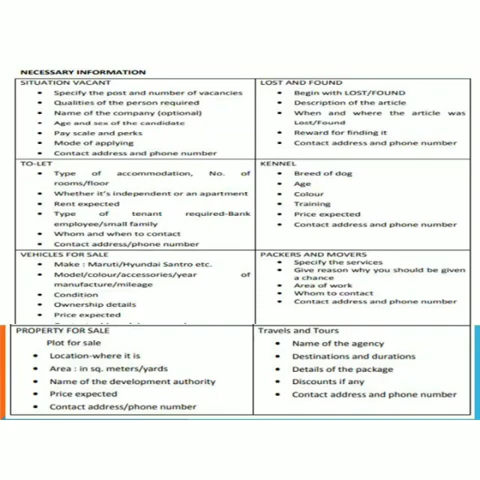 NECESSARY INFORMATION
SITUATION VACANT
• Specify the post and number of vacancies
• Qualities of the person required
• Name of the company (optional)
• Age and sex of the candidate
• Pay scale and perks
• Mode of applying
• Contact address and phone number
LOST AND FOUND
• Begin with LOST/FOUND
• Description of the article
• When and where the article was
Lost/Found
• Reward for finding it
• Contact address and phone number
TO-LET
• Type of accommodation, No. of
rooms/floor
• Whether it's independent or an apartment
• Rent expected
• Type of tenant required-Bank
employee/small family
• Whom and when to contact
• Contact address/phone number
KENNEL
• Breed of dog
• Age
• Colour
• Training
• Price expected
• Contact address and phone number
VEHICLES FOR SALE
• Make : Maruti/Hyundai Santro etc.
• Model/colour/accessories/year of
manufacture/mileage
• Condition
• Ownership details
• Price expected
PACKERS AND MOVERS
• Specify the services
• Give reason why you should be given
a chance
• Area of work
• Whom to contact
• Contact address and phone number
PROPERTY FOR SALE
Plot for sale
• Location-where it is
• Area : in sq. meters/yards
• Name of the development authority
• Price expected
• Contact address/phone number
Travels and Tours
• Name of the agency
• Destinations and durations
• Details of the package
• Discounts if any
• Contact address and phone number